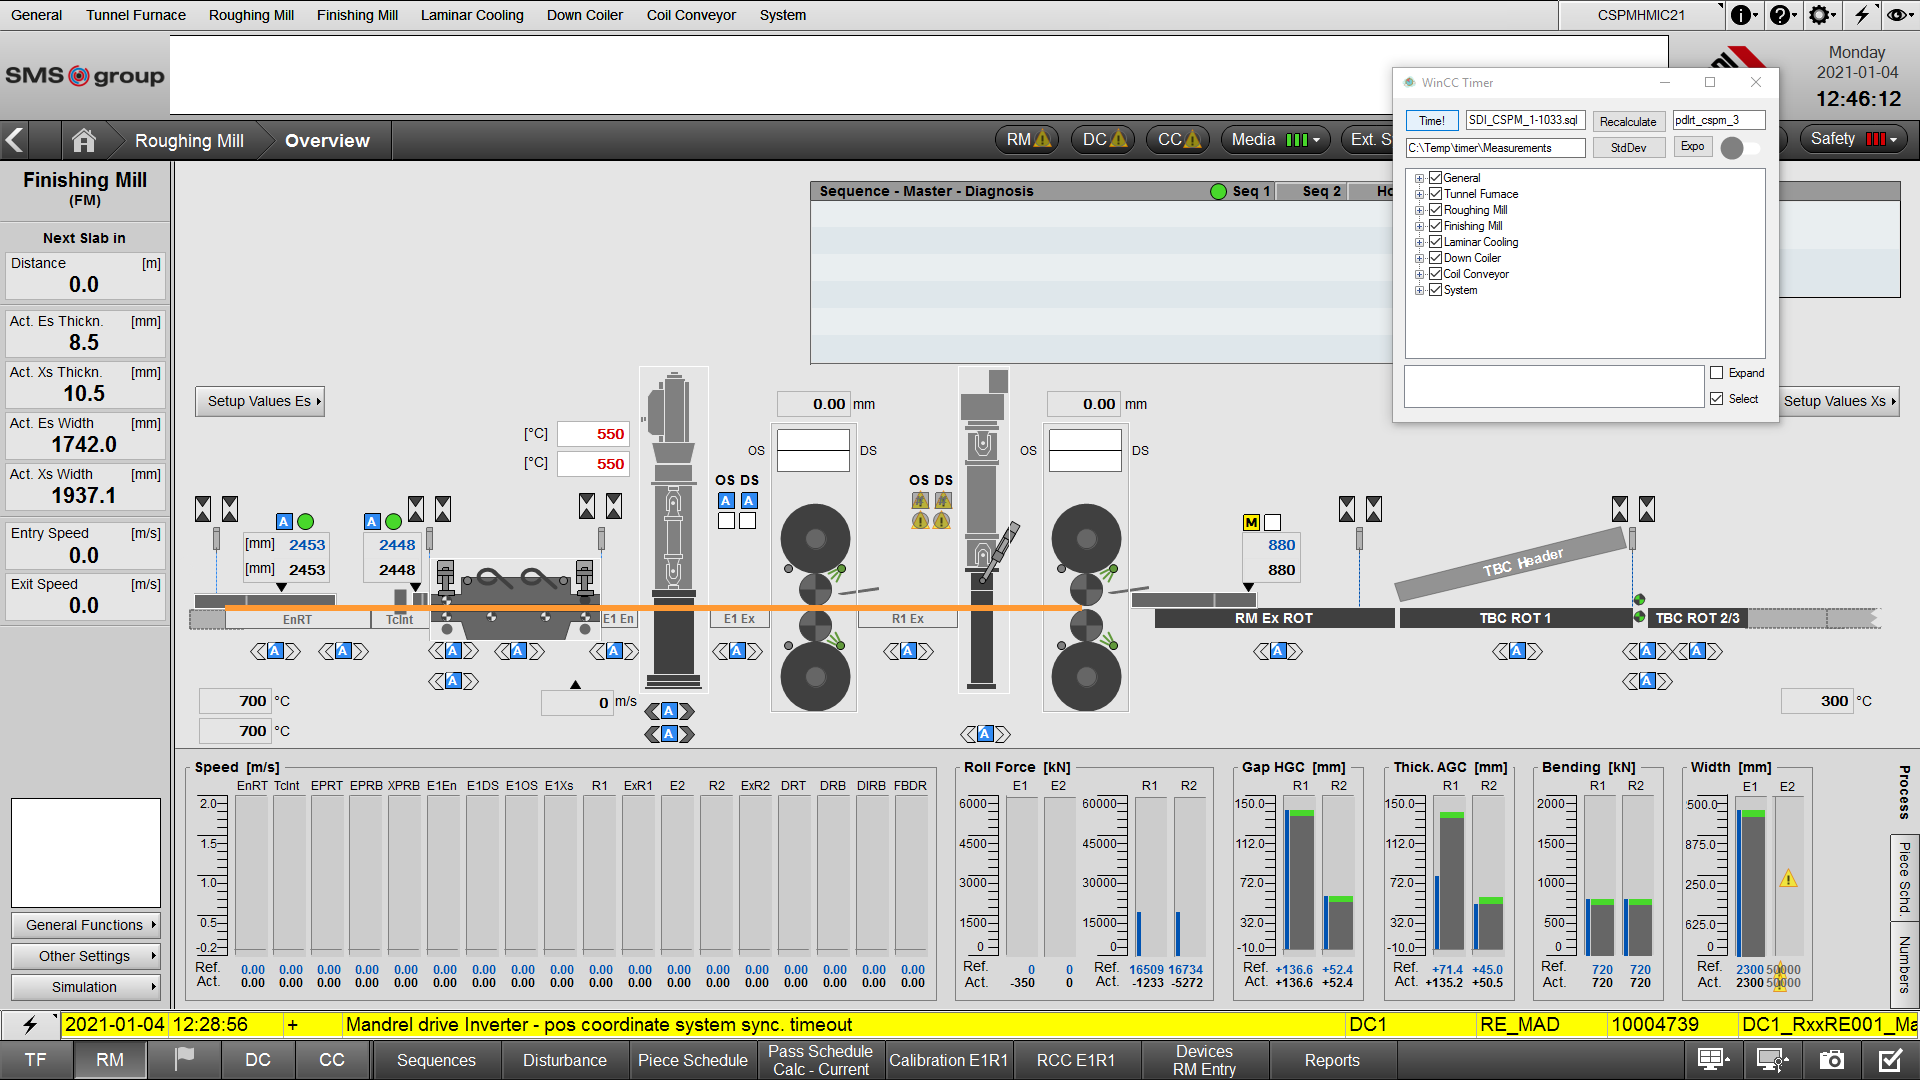 General Tunnel Furnace Roughing Mill Finishing Mill Laminar Cooling Down Coiler Coil Conveyor System CSPMHMIC21
SMS group
Monday
2021-01-04
12:46:12
WinCC Timer
Time! SDI_CSPM_1-1033.sql Recalculate pdlrt_cspm_3
C:\Temp\timer\Measurements StdDev Expo
General
Tunnel Furnace
Roughing Mill
Finishing Mill
Laminar Cooling
Down Coiler
Coil Conveyor
System
Expand
Select
Roughing Mill Overview RM DC CC Media Ext. S Safety
Finishing Mill
(FM)
Next Slab in
Distance [m]
0.0
Act. Es Thickn. [mm]
8.5
Act. Xs Thickn. [mm]
10.5
Act. Es Width [mm]
1742.0
Act. Xs Width [mm]
1937.1
Entry Speed [m/s]
0.0
Exit Speed [m/s]
0.0
General Functions
Other Settings
Simulation
Sequence - Master - Diagnosis Seq 1 Seq 2 Ho
Setup Values Es Setup Values Xs
0.00 mm 0.00 mm
[°C] 550
[°C] 550
OS DS OS DS
OS DS OS DS
A A
A A M
[mm] 2453 2448 880
[mm] 2453 2448 880
TBC Header
EnRT TcInt E1 En E1 Ex R1 Ex RM Ex ROT TBC ROT 1 TBC ROT 2/3
A A A A A A A A A A A
A A
700 °C 0 m/s 300 °C
700 °C
A
A A
Speed [m/s] Roll Force [kN] Gap HGC [mm] Thick. AGC [mm] Bending [kN] Width [mm]
EnRT TcInt EPRT EPRB XPRB E1En E1DS E1OS E1Xs R1 ExR1 E2 R2 ExR2 DRT DRB DIRB FBDR E1 E2 R1 R2 R1 R2 R1 R2 R1 R2 E1 E2
2.0 6000 60000 150.0 150.0 2000 500.0
1.5 4500 45000 112.0 112.0 1500 875.0
1.0 3000 30000 72.0 72.0 1000 250.0
0.5 1500 15000 32.0 32.0 500 625.0
-0.2 0 0 -10.0 -10.0 0 0
Ref. 0.00 0.00 0.00 0.00 0.00 0.00 0.00 0.00 0.00 0.00 0.00 0.00 0.00 0.00 0.00 0.00 0.00 0.00 Ref. 0 0 Ref. 16509 16734 Ref. +136.6 +52.4 Ref. +71.4 +45.0 Ref. 720 720 Ref. 2300 50000
Act. 0.00 0.00 0.00 0.00 0.00 0.00 0.00 0.00 0.00 0.00 0.00 0.00 0.00 0.00 0.00 0.00 0.00 0.00 Act. -350 Act. -1233 -5272 Act. +136.6 +52.4 Act. +135.2 +50.5 Act. 720 720 Act. 2300 50000
Process
Piece Schd.
Numbers
2021-01-04 12:28:56 + Mandrel drive Inverter - pos coordinate system sync. timeout DC1 RE_MAD 10004739 DC1_RxxRE001_Ma
TF RM DC CC Sequences Disturbance Piece Schedule Pass Schedule Calibration E1R1 RCC E1R1 Devices Reports
Calc - Current RM Entry